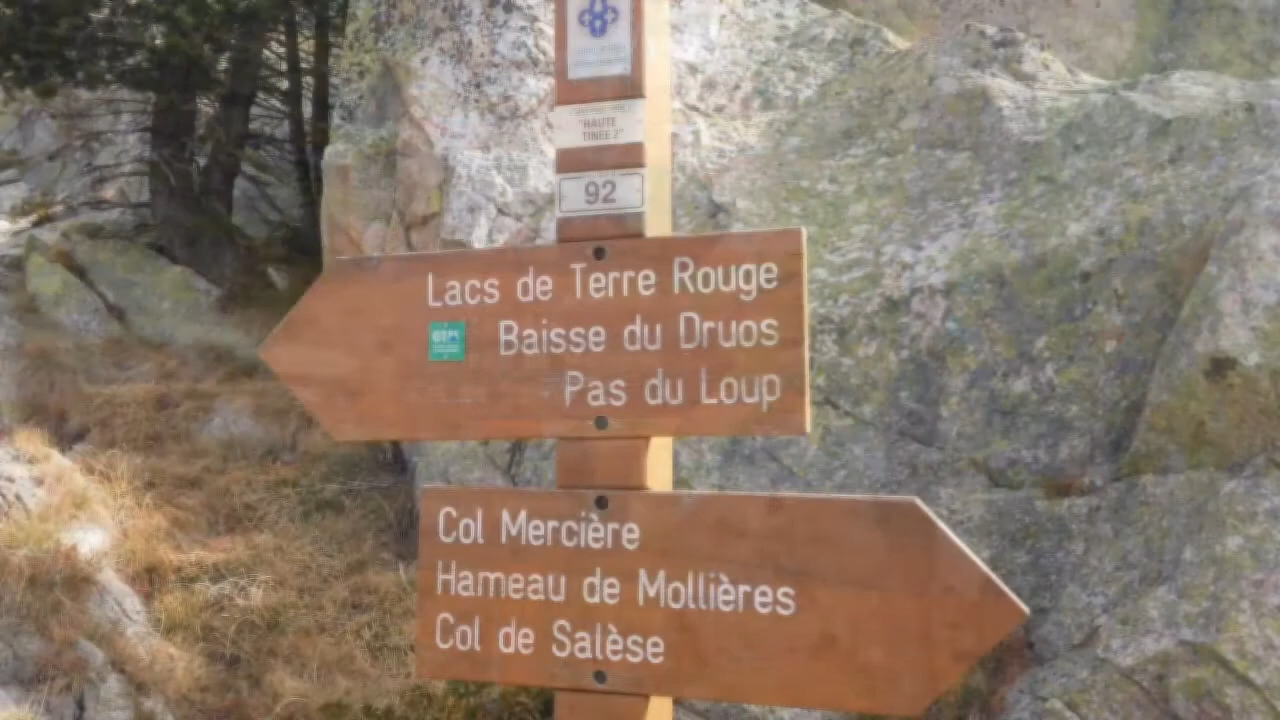 "HAUTE
TINEE 2"
92
Lacs de Terre Rouge
Baisse du Druos
Pas du Loup
Col Mercière
Hameau de Mollières
Col de Salèse